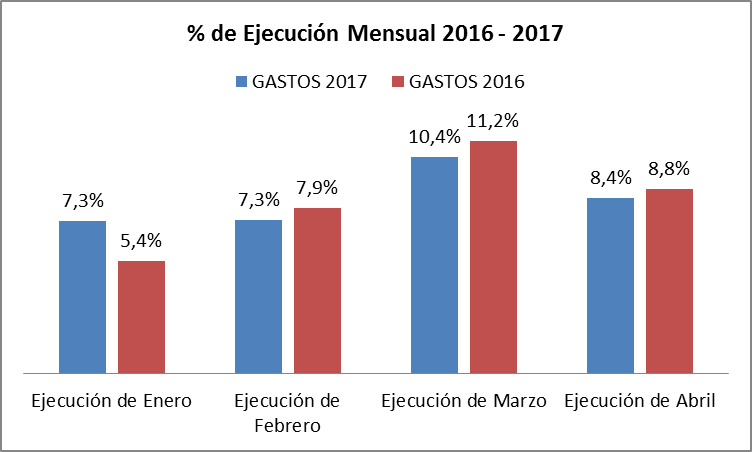 % de Ejecución Mensual 2016 - 2017
GASTOS 2017 GASTOS 2016
7,3%
5,4%
7,3%
7,9%
10,4%
11,2%
8,4%
8,8%
Ejecución de Enero
Ejecución de
Febrero
Ejecución de Marzo
Ejecución de Abril